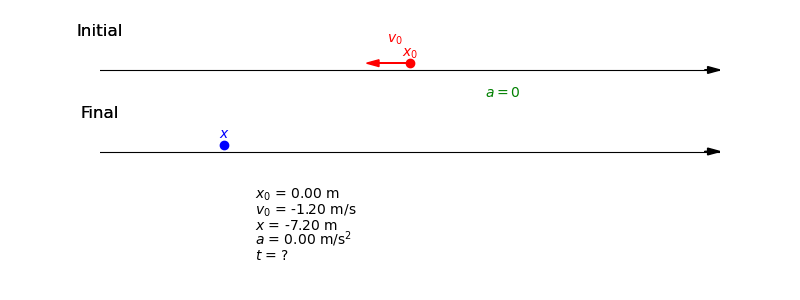 Initial
v₀
x₀
a = 0
Final
x
x₀ = 0.00 m
v₀ = -1.20 m/s
x = -7.20 m
a = 0.00 m/s²
t = ?